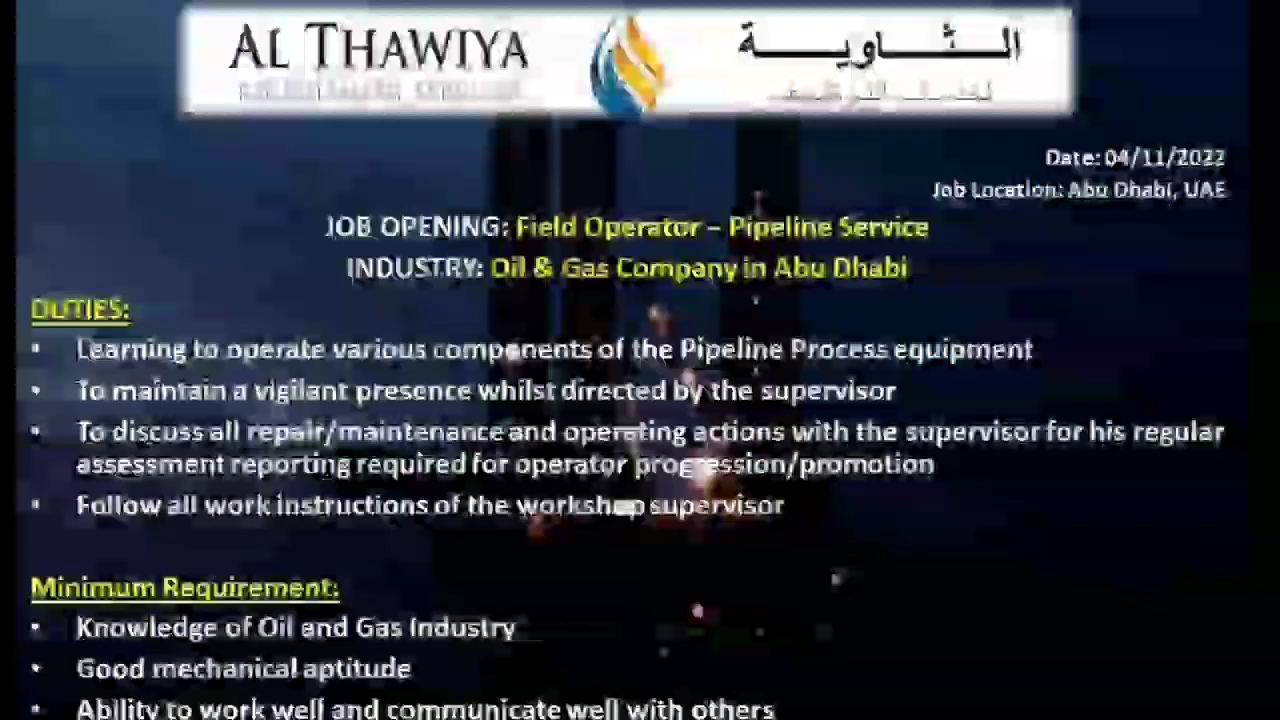 AL THAWIYA
الثاوية
Date: 04/11/2022
Job Location: Abu Dhabi, UAE
JOB OPENING: Field Operator – Pipeline Service
INDUSTRY: Oil & Gas Company in Abu Dhabi
DUTIES:
• Learning to operate various components of the Pipeline Process equipment
• To maintain a vigilant presence whilst directed by the supervisor
• To discuss all repair/maintenance and operating actions with the supervisor for his regular
assessment reporting required for operator progression/promotion
• Follow all work instructions of the workshop supervisor
Minimum Requirement:
• Knowledge of Oil and Gas Industry
• Good mechanical aptitude
• Ability to work well and communicate well with others